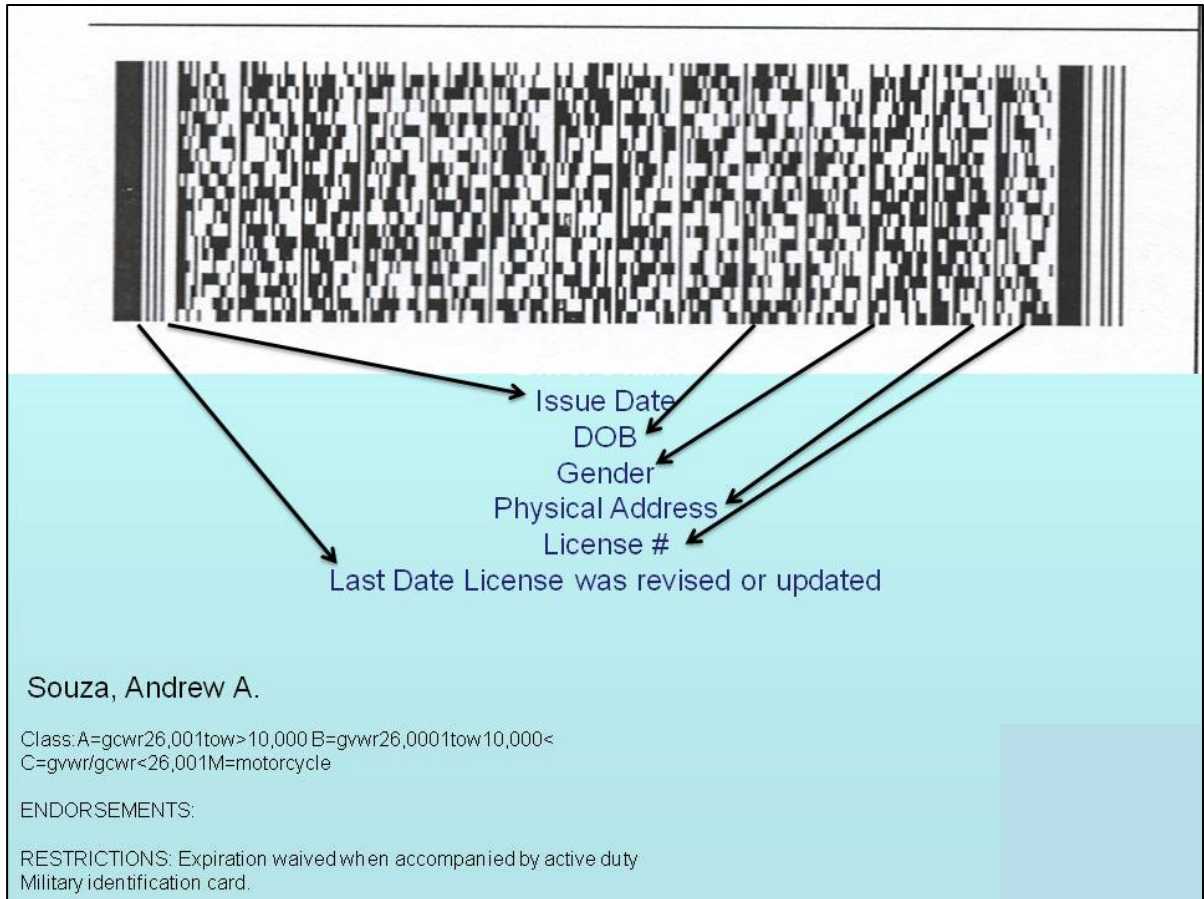 Issue Date
DOB
Gender
Physical Address
License #
Last Date License was revised or updated
Souza, Andrew A.
Class:A=gcwr26,001tow>10,000 B=gvwr26,0001tow10,000<
C=gvwr/gcwr<26,001M=motorcycle
ENDORSEMENTS:
RESTRICTIONS: Expiration waived when accompanied by active duty
Military identification card.